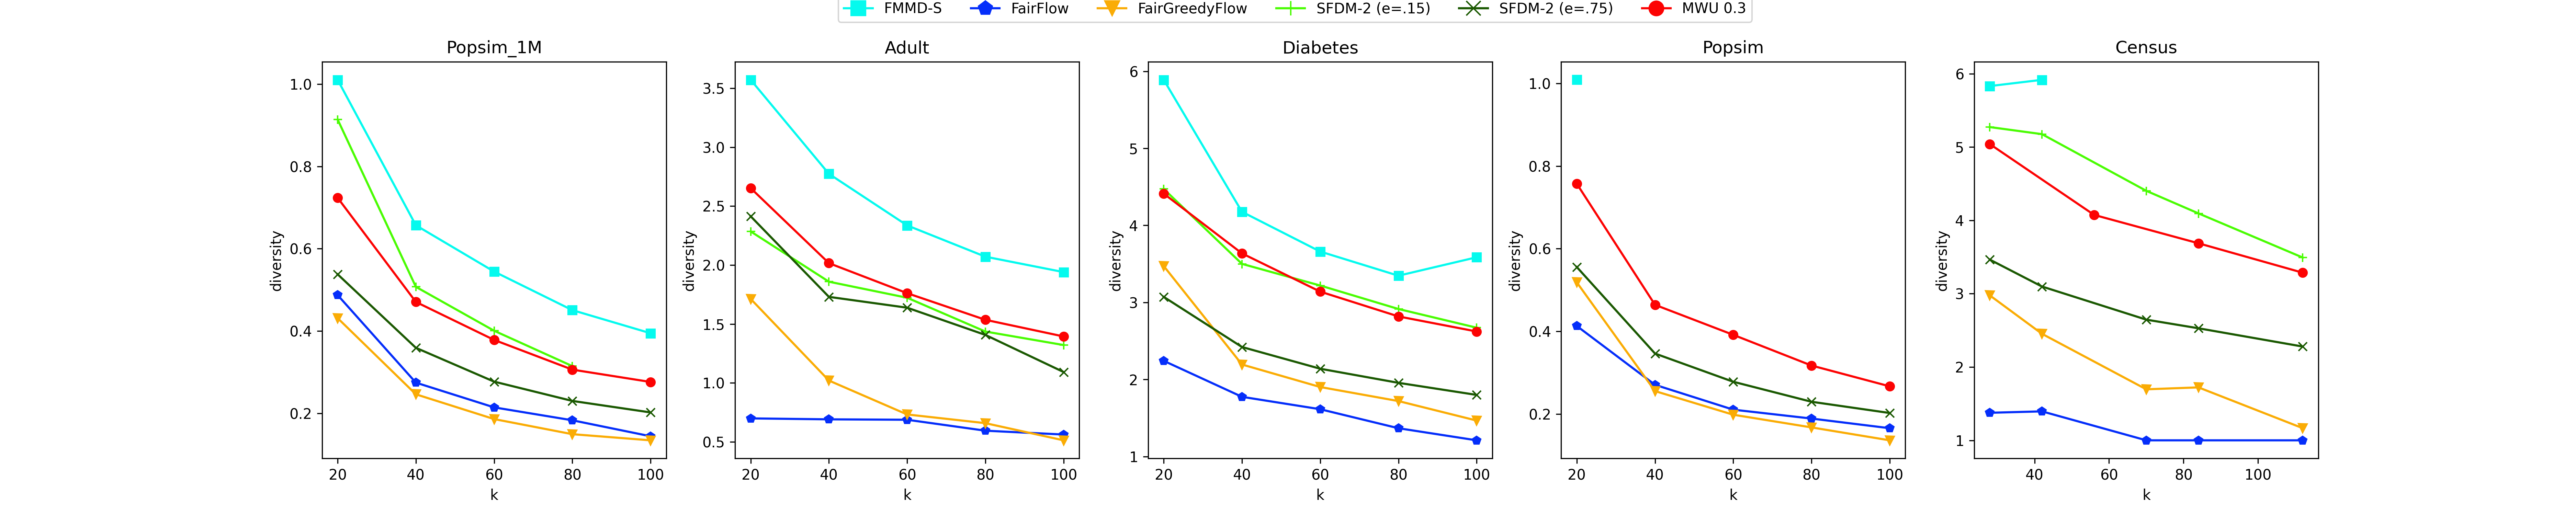 FMMD-S FairFlow FairGreedyFlow SFDM-2 (e=.15) SFDM-2 (e=.75) MWU 0.3
Popsim_1M
1.0
0.8
0.6
0.4
0.2
diversity
20 40 60 80 100
k
Adult
3.5
3.0
2.5
2.0
1.5
1.0
0.5
diversity
20 40 60 80 100
k
Diabetes
6
5
4
3
2
1
diversity
20 40 60 80 100
k
Popsim
1.0
0.8
0.6
0.4
0.2
diversity
20 40 60 80 100
k
Census
6
5
4
3
2
1
diversity
40 60 80 100
k